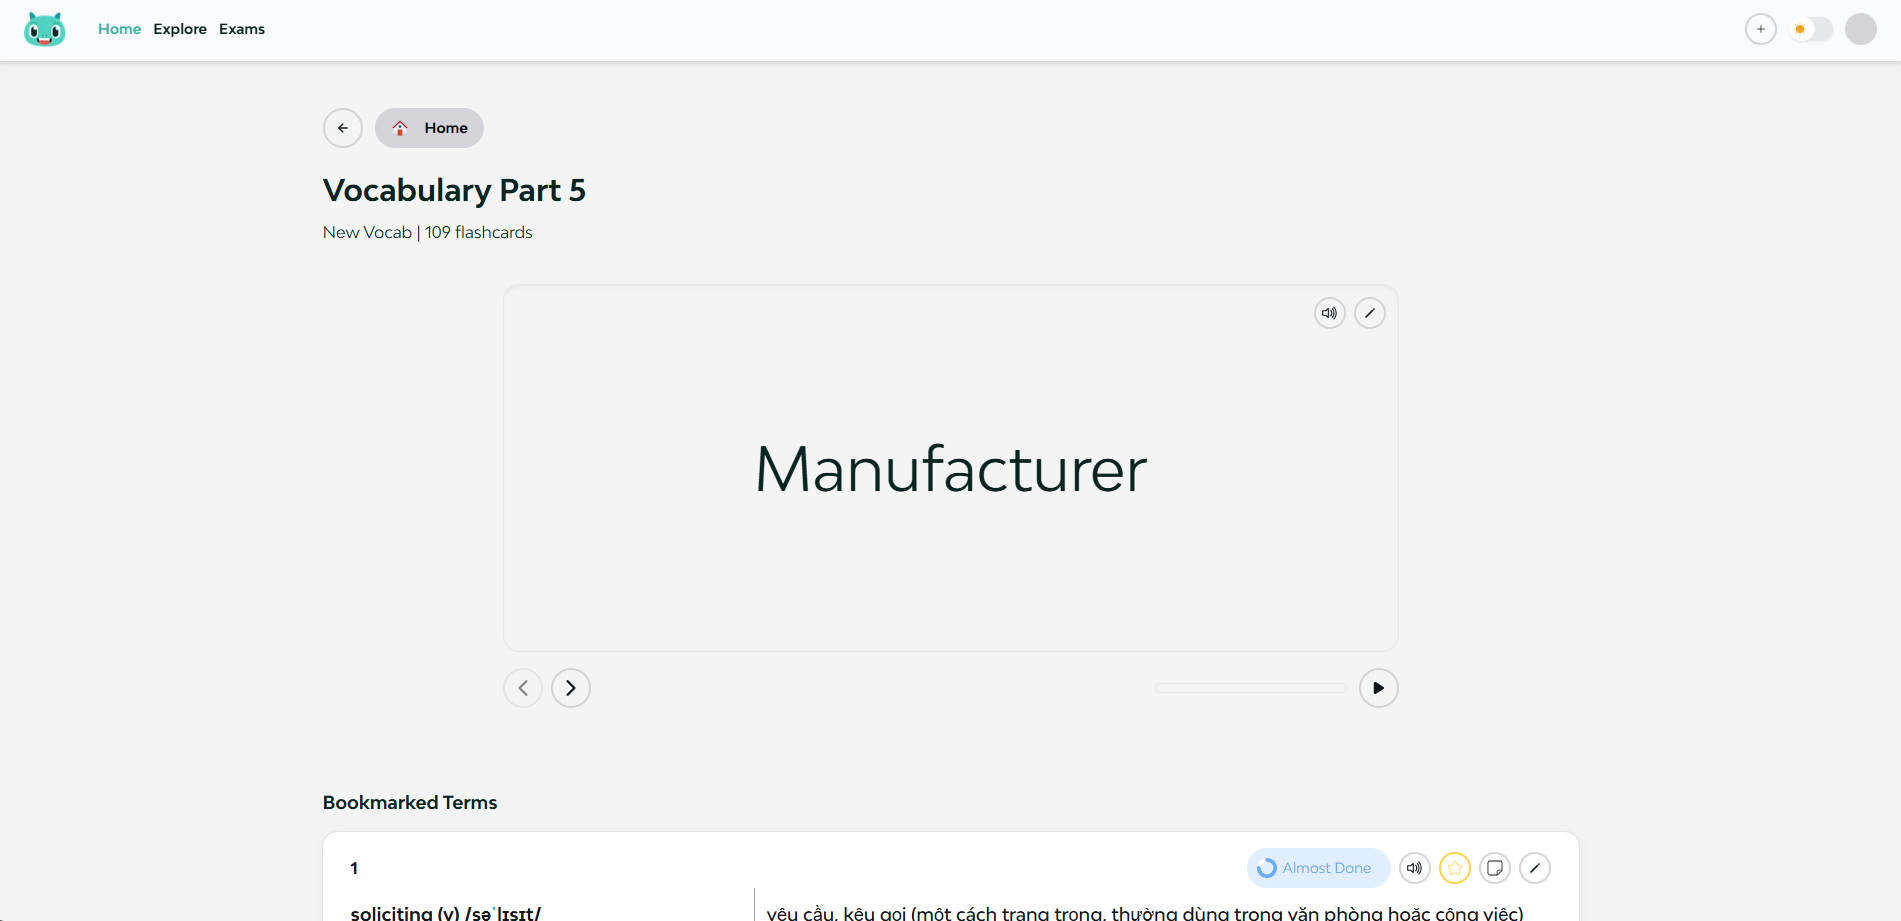 Home Explore Exams
Home
Vocabulary Part 5
New Vocab | 109 flashcards
Manufacturer
Bookmarked Terms
1
Almost Done
soliciting (v) /səˈlɪsɪt/
yêu cầu, kêu gọi (một cách trang trọng, thường dùng trong văn phòng hoặc công việc)